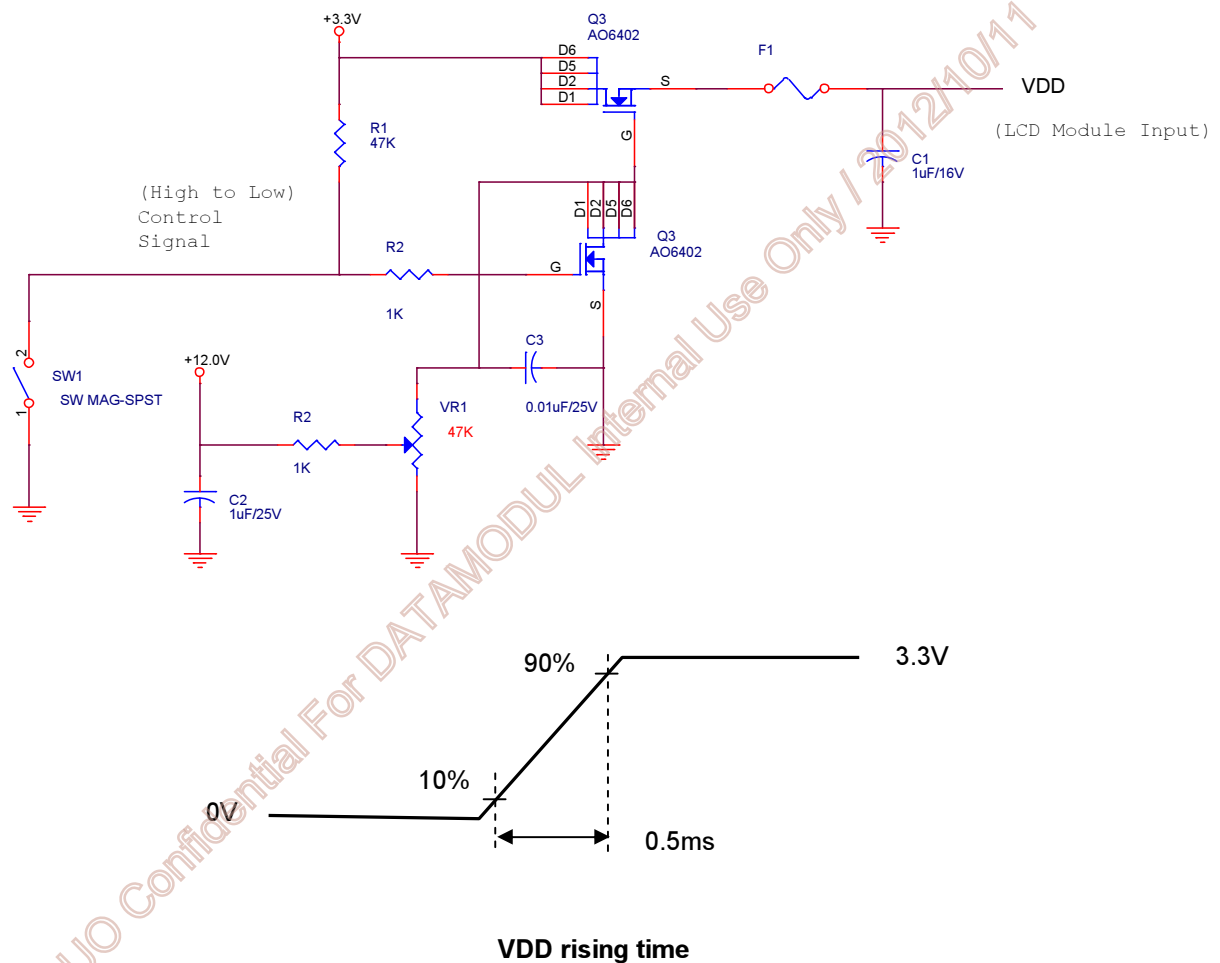 +3.3V
Q3
AO6402
D6
D5
D2
D1
S
G
F1
VDD
(LCD Module Input)
C1
1uF/16V
R1
47K
(High to Low)
Control
Signal
R2
1K
D1
D2
D5
D6
Q3
AO6402
G
S
C3
0.01uF/25V
2
1
SW1
SW MAG-SPST
+12.0V
R2
1K
VR1
47K
C2
1uF/25V
90%
3.3V
10%
0V
0.5ms
VDD rising time
UO Confidential For DATAMODUL Internal Use Only / 2012/10/11